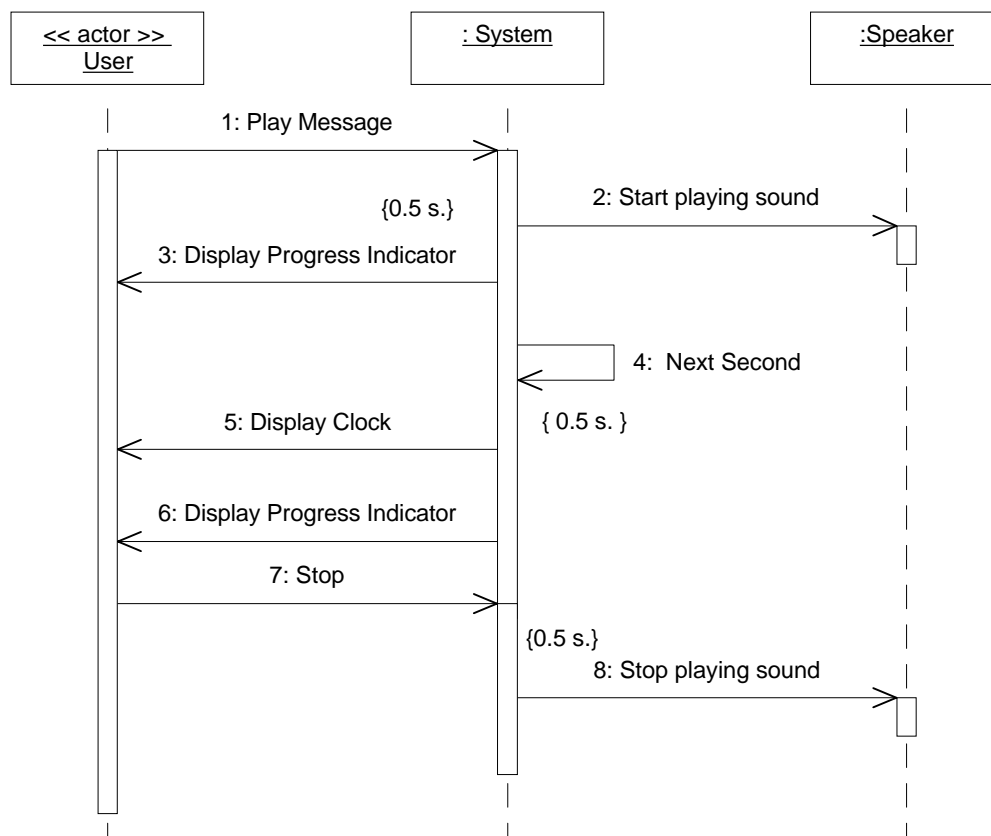 << actor >>
User
: System
:Speaker
1: Play Message
{0.5 s.}
2: Start playing sound
3: Display Progress Indicator
4: Next Second
5: Display Clock
{ 0.5 s. }
6: Display Progress Indicator
7: Stop
{0.5 s.}
8: Stop playing sound